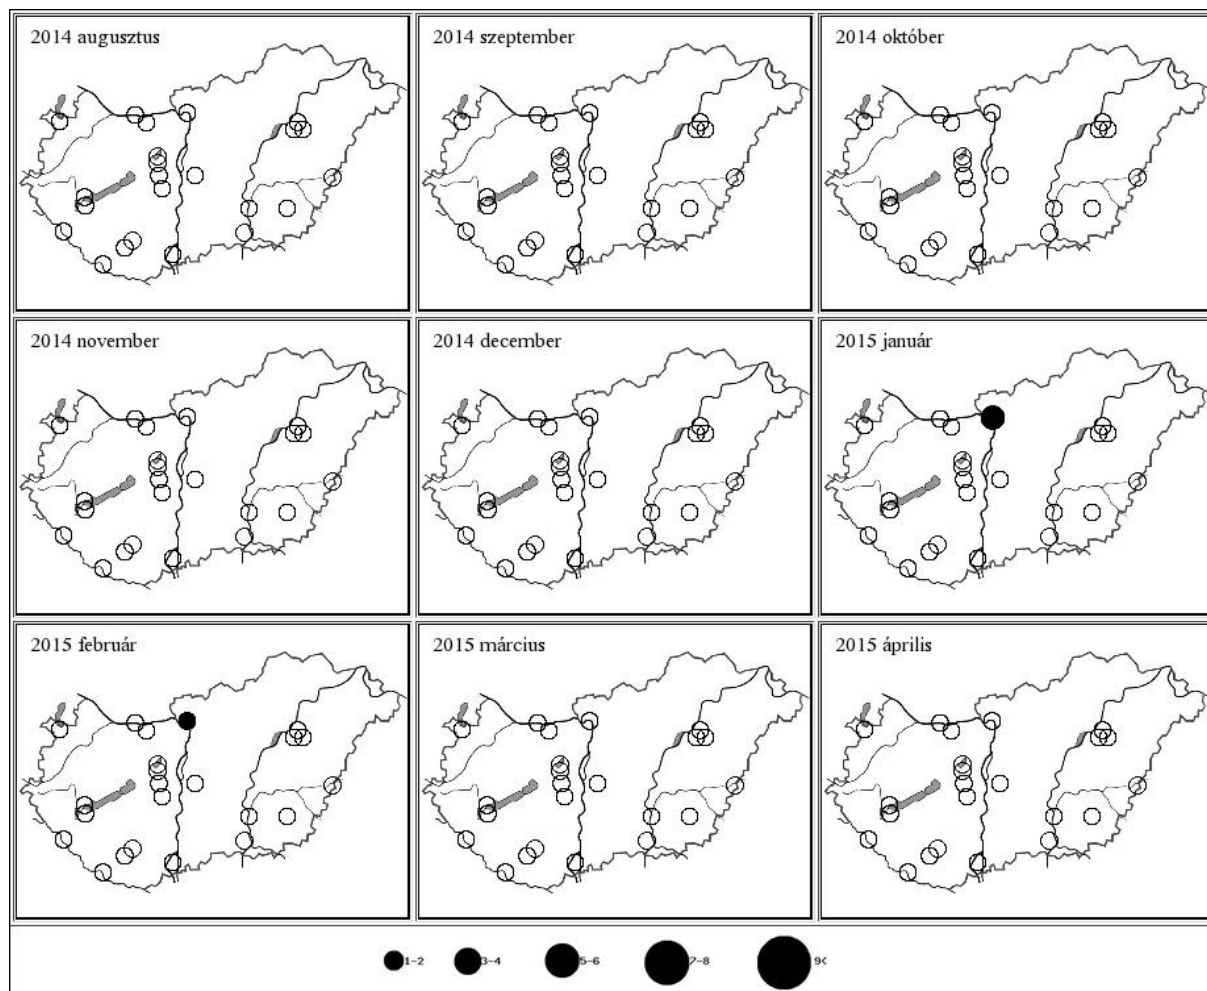 2014 augusztus
2014 szeptember
2014 október
2014 november
2014 december
2015 január
2015 február
2015 március
2015 április
1-2 3-4 5-6 7-8 9<